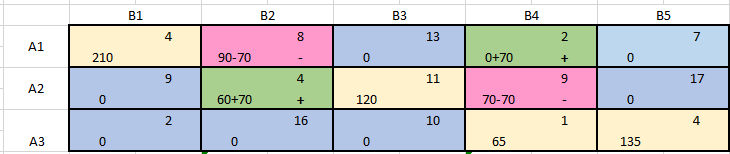 B1 B2 B3 B4 B5
4 8 13 2 7
A1
210 90-70 - 0 0+70 + 0
9 4 11 9 17
A2
0 60+70 + 120 70-70 - 0
2 16 10 1 4
A3
0 0 0 65 135